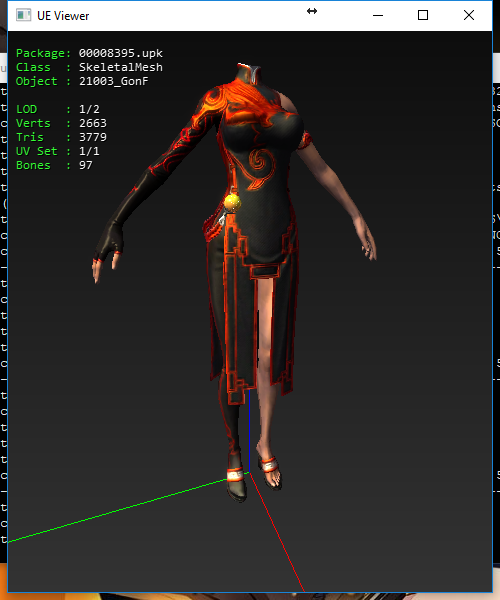 UE Viewer
Package: 00008395.upk
Class : SkeletalMesh
Object : 21003_GonF
LOD : 1/2
Verts : 2663
Tris : 3779
UV Set : 1/1
Bones : 97